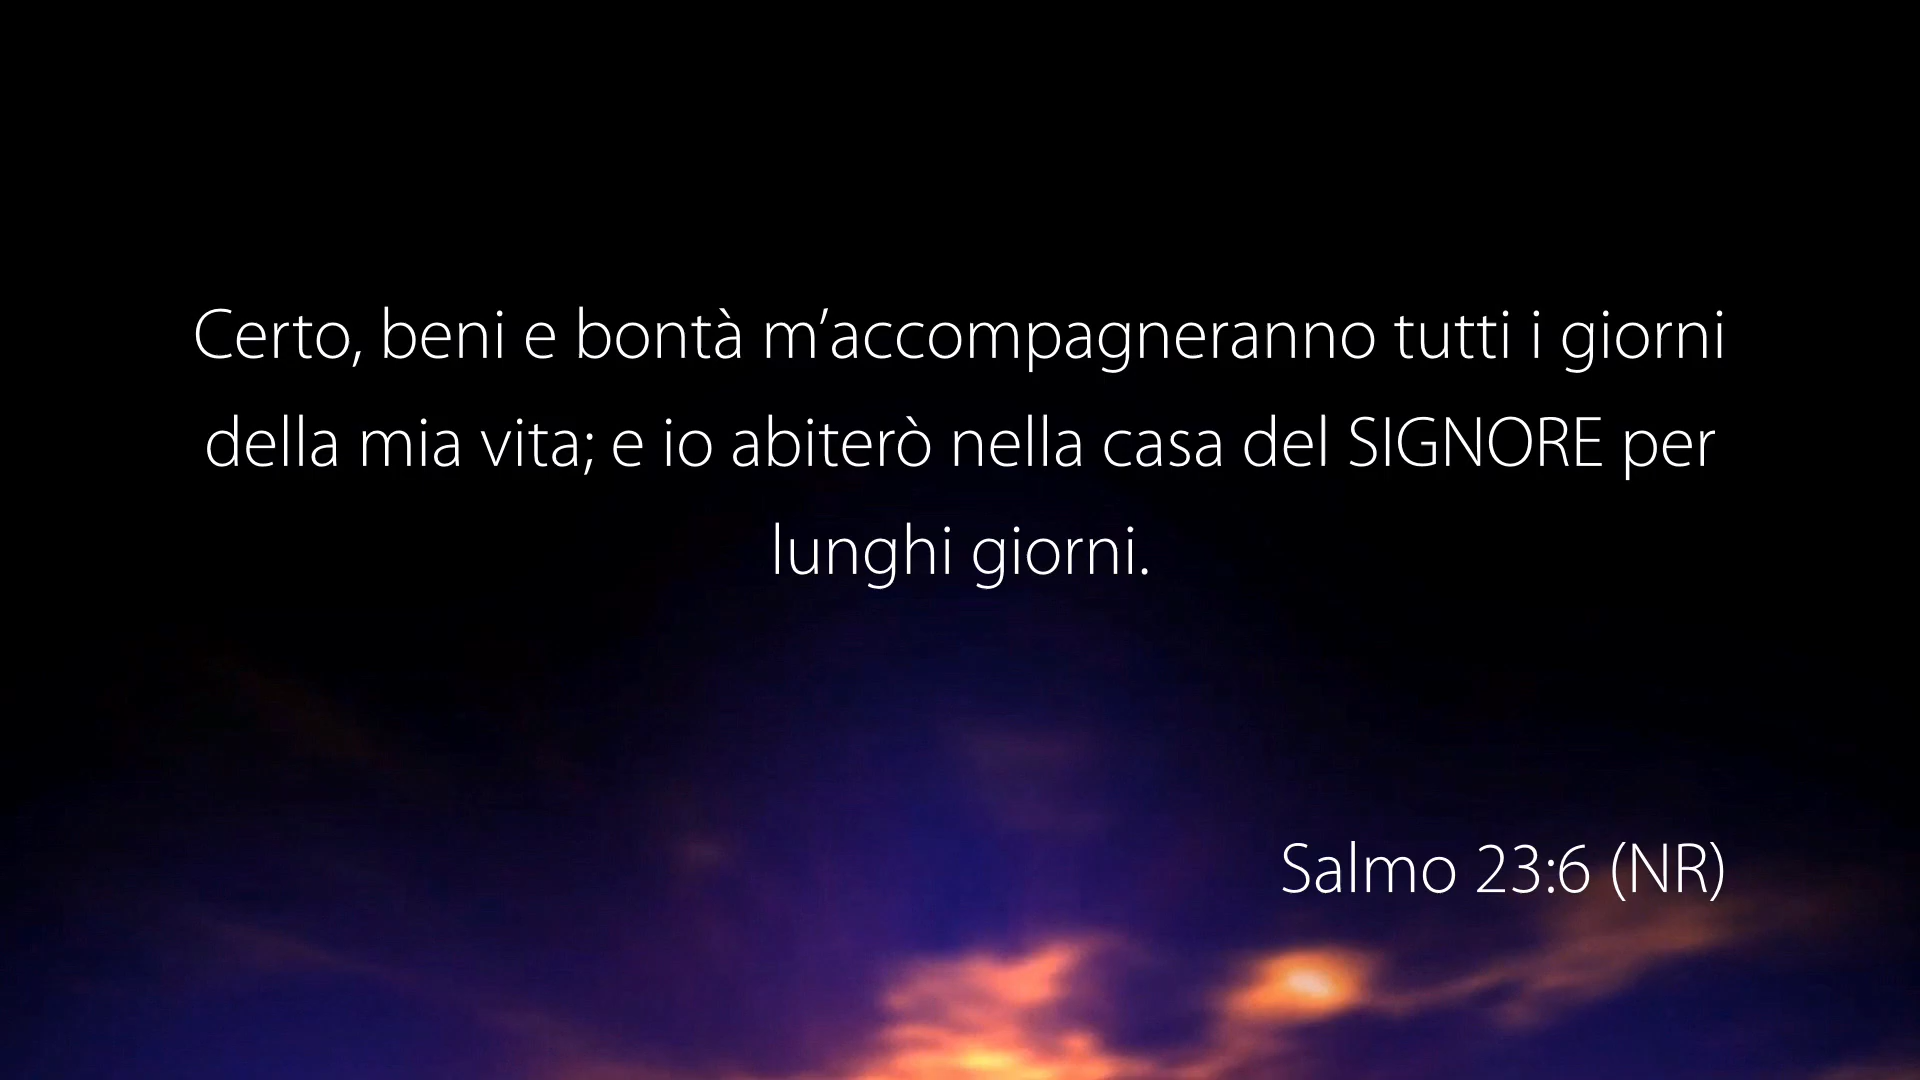 Certo, beni e bontà m’accompagneranno tutti i giorni
della mia vita; e io abiterò nella casa del SIGNORE per
lunghi giorni.
Salmo 23:6 (NR)